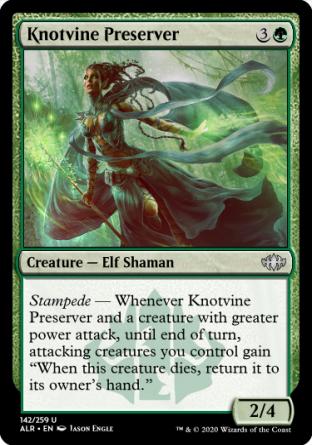 Knotvine Preserver 3
Creature — Elf Shaman
Stampede — Whenever Knotvine
Preserver and a creature with greater
power attack, until end of turn,
attacking creatures you control gain
“When this creature dies, return it to
its owner’s hand.”
2/4
142/259 U
ALR • EN Jason Engle
™ & © 2020 Wizards of the Coast